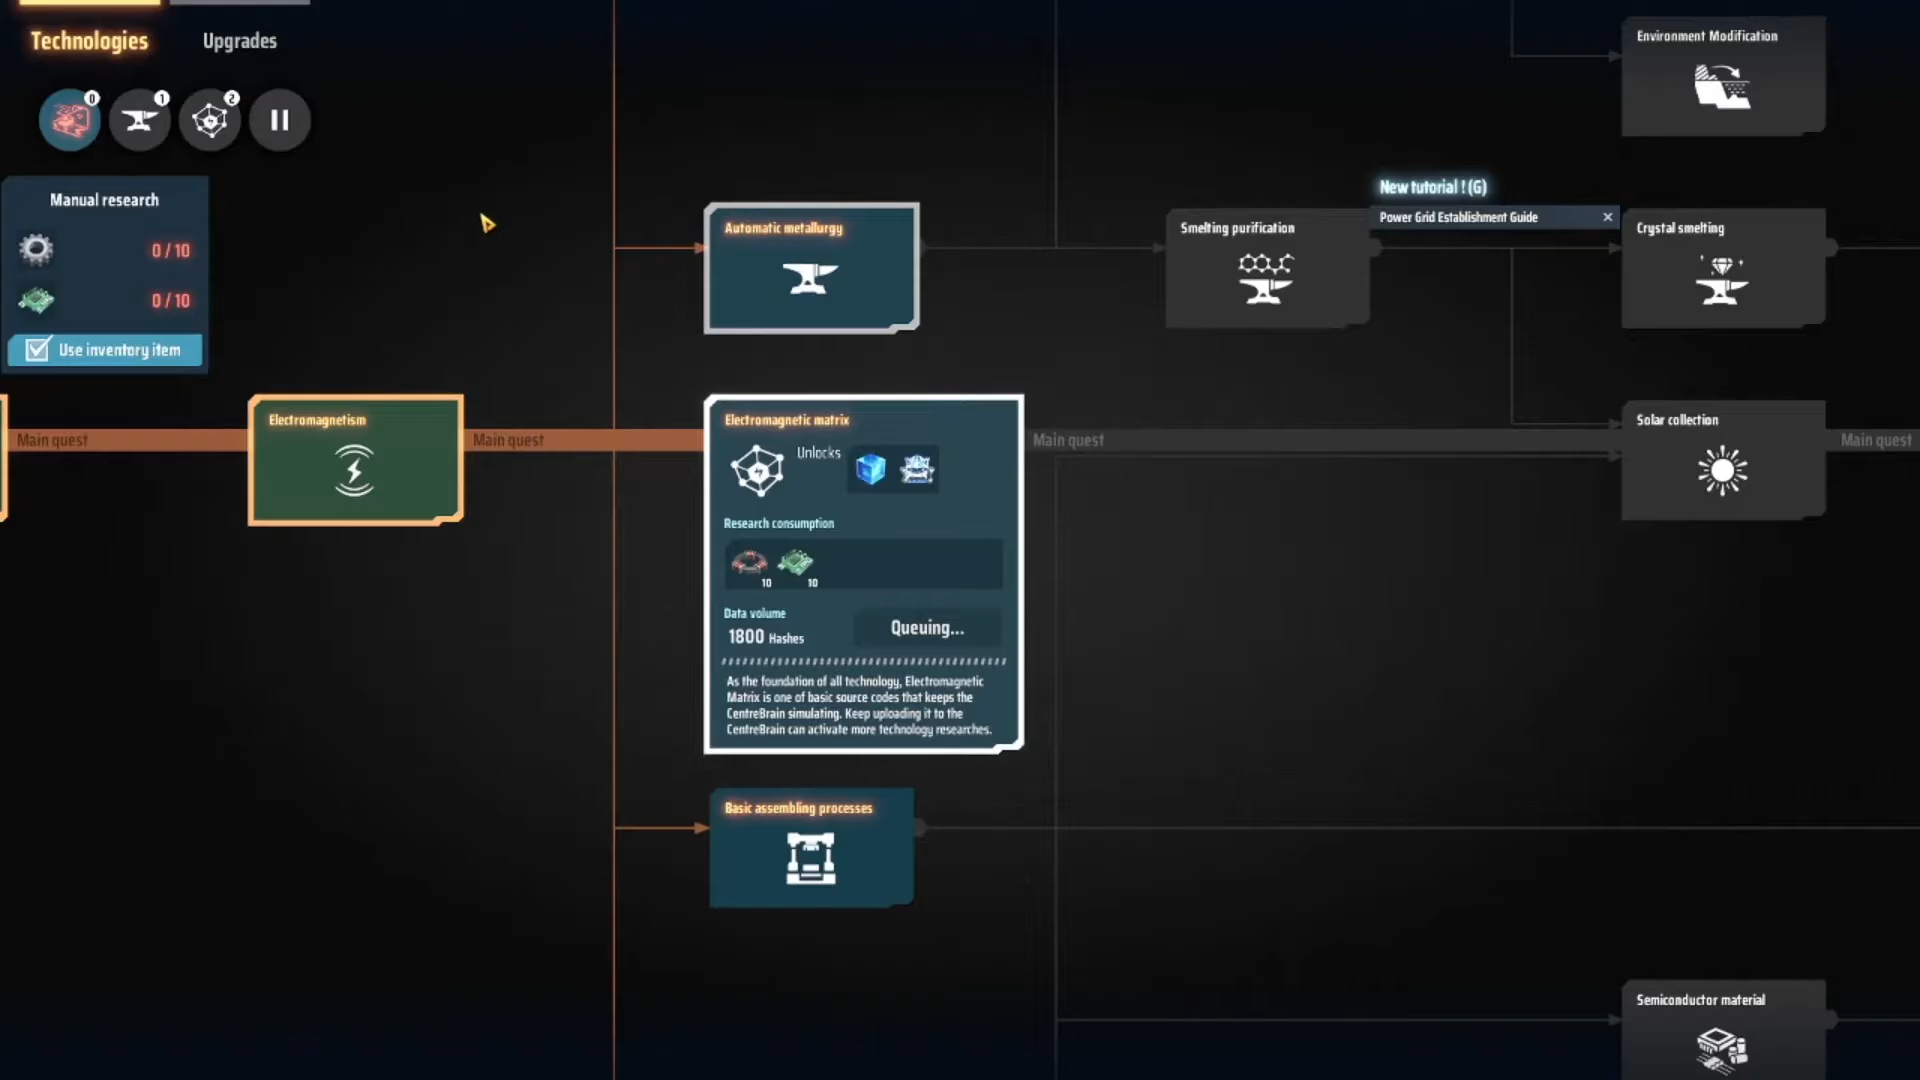 Technologies
Upgrades
0
1
2
Manual research
0 / 10
0 / 10
Use inventory item
Main quest
Electromagnetism
Main quest
Automatic metallurgy
Electromagnetic matrix
Unlocks
Research consumption
10
10
Data volume
1800 Hashes
Queuing...
As the foundation of all technology, Electromagnetic
Matrix is one of basic source codes that keeps the
CentreBrain simulating. Keep uploading it to the
CentreBrain can activate more technology researches.
Basic assembling processes
Main quest
Smelting purification
New tutorial ! (G)
Power Grid Establishment Guide
Environment Modification
Crystal smelting
Solar collection
Main quest
Semiconductor material